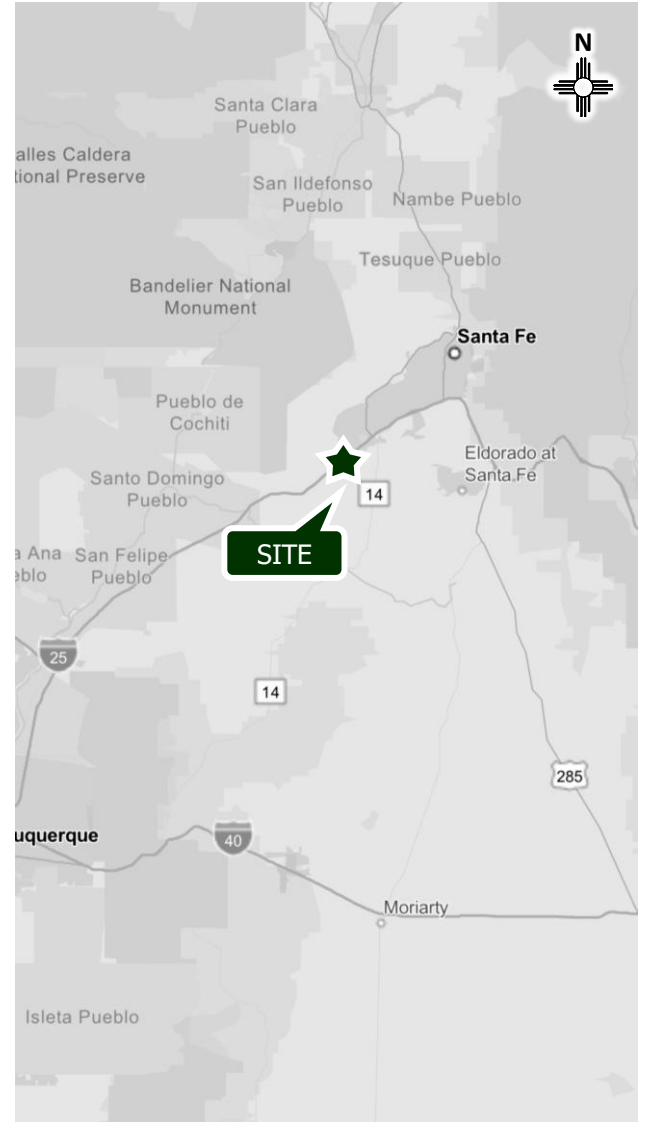 N
Santa Clara
Pueblo
alles Caldera
tional Preserve
San Ildefonso
Pueblo
Nambe Pueblo
Tesuque Pueblo
Bandelier National
Monument
Santa Fe
Pueblo de
Cochiti
Eldorado at
Santa Fe
Santo Domingo
Pueblo
14
SITE
a Ana
eblo
San Felipe
Pueblo
25
14
285
uquerque
40
Moriarty
Isleta Pueblo